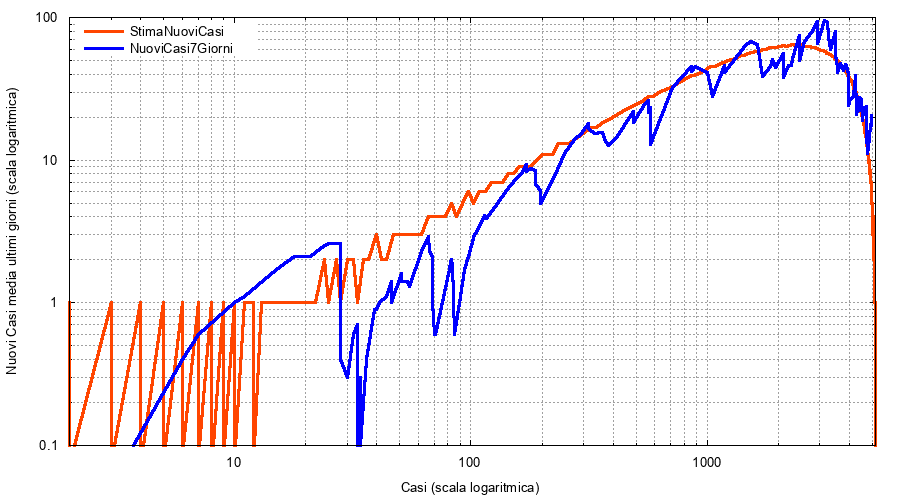 100
StimaNuoviCasi
NuoviCasi7Giorni
10
1
0.1
Nuovi Casi media ultimi giorni (scala logaritmica)
10
100
1000
Casi (scala logaritmica)